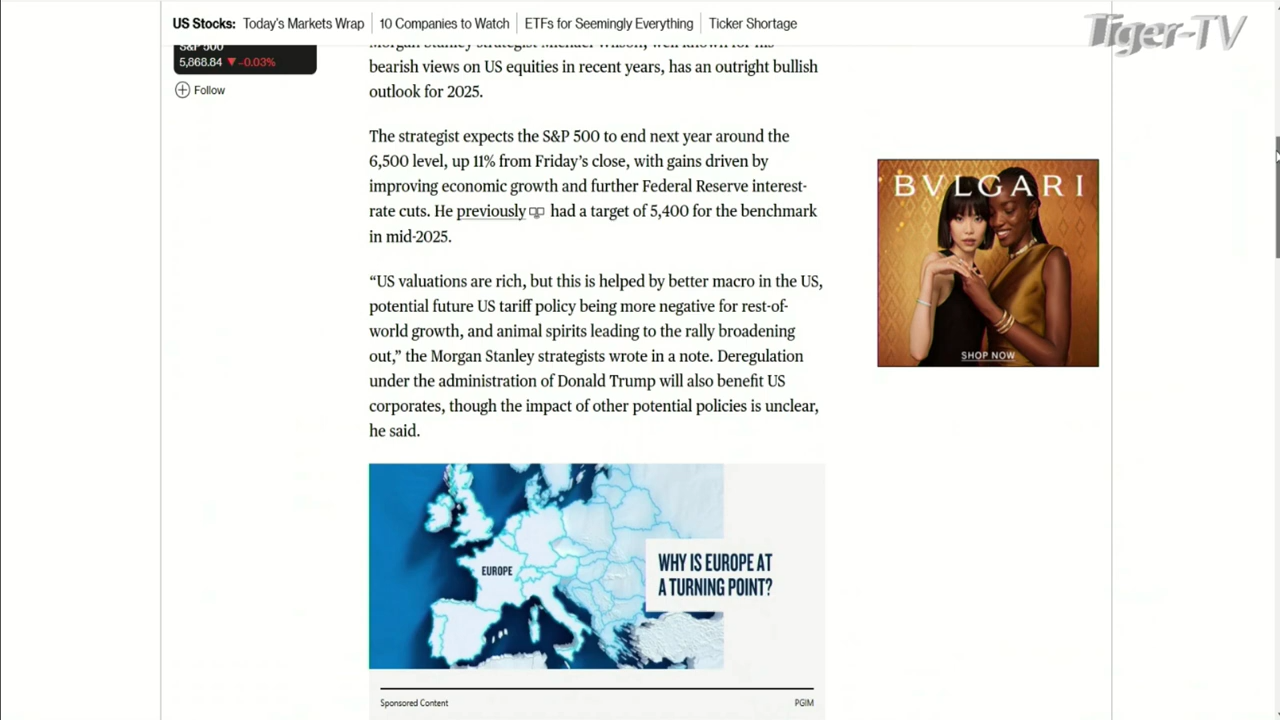 US Stocks: Today's Markets Wrap 10 Companies to Watch ETFs for Seemingly Everything Ticker Shortage
Tiger-TV
S&P 500
5,868.84 ▼ -0.03%
Follow
Morgan Stanley strategist Michael Wilson, well known for his
bearish views on US equities in recent years, has an outright bullish
outlook for 2025.
The strategist expects the S&P 500 to end next year around the
6,500 level, up 11% from Friday’s close, with gains driven by
improving economic growth and further Federal Reserve interest-
rate cuts. He previously had a target of 5,400 for the benchmark
in mid-2025.
“US valuations are rich, but this is helped by better macro in the US,
potential future US tariff policy being more negative for rest-of-
world growth, and animal spirits leading to the rally broadening
out,” the Morgan Stanley strategists wrote in a note. Deregulation
under the administration of Donald Trump will also benefit US
corporates, though the impact of other potential policies is unclear,
he said.
BVLGARI
SHOP NOW
EUROPE
WHY IS EUROPE AT
A TURNING POINT?
Sponsored Content
PGIM